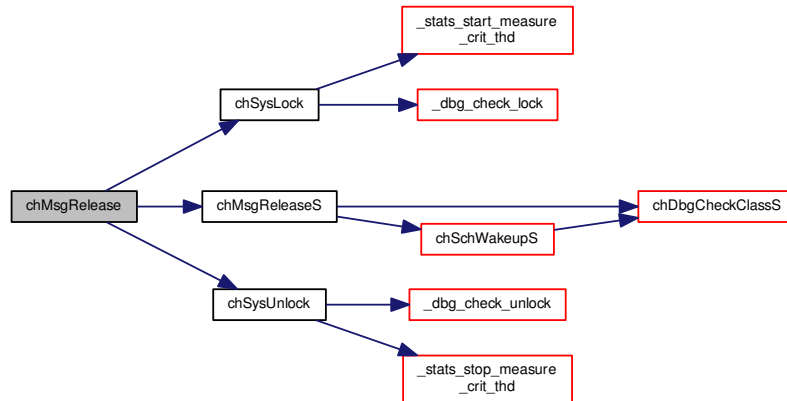 _stats_start_measure
_crit_thd
chSysLock
_dbg_check_lock
chMsgRelease
chMsgReleaseS
chDbgCheckClassS
chSchWakeupS
chSysUnlock
_dbg_check_unlock
_stats_stop_measure
_crit_thd